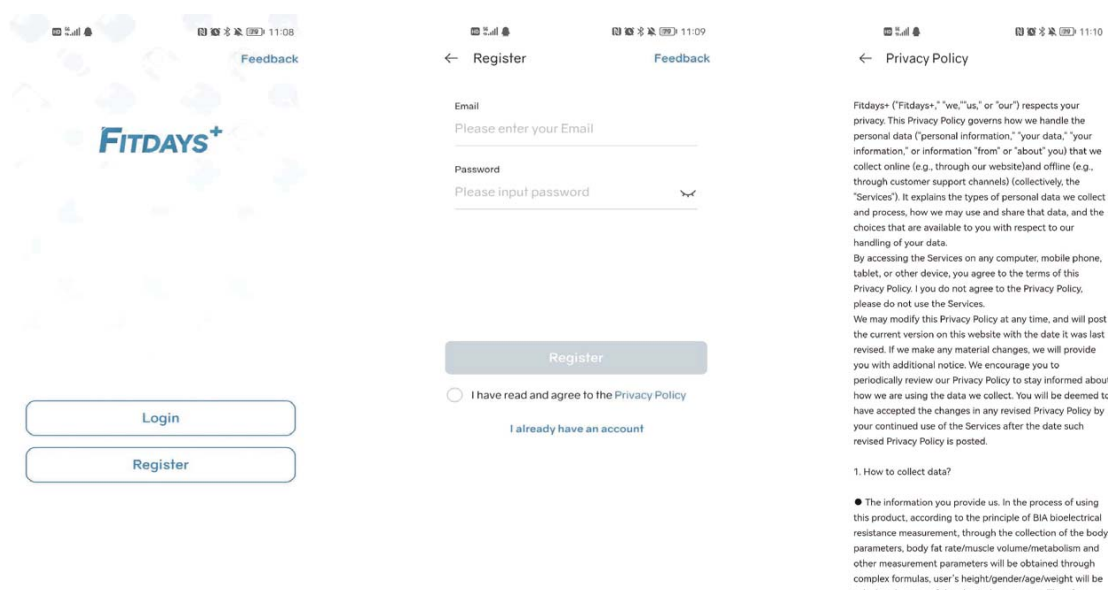 11:08
Feedback
FITDAYS+
Login
Register
11:09
Register
Feedback
Email
Please enter your Email
Password
Please input password
Register
I have read and agree to the Privacy Policy
I already have an account
11:10
Privacy Policy
Fitdays+ ("Fitdays+," "we,""us," or "our") respects your
privacy. This Privacy Policy governs how we handle the
personal data ("personal information," "your data," "your
information," or information "from" or "about" you) that we
collect online (e.g., through our website)and offline (e.g.,
through customer support channels) (collectively, the
"Services"). It explains the types of personal data we collect
and process, how we may use and share that data, and the
choices that are available to you with respect to our
handling of your data.
By accessing the Services on any computer, mobile phone,
tablet, or other device, you agree to the terms of this
Privacy Policy. I you do not agree to the Privacy Policy,
please do not use the Services.
We may modify this Privacy Policy at any time, and will post
the current version on this website with the date it was last
revised. If we make any material changes, we will provide
you with additional notice. We encourage you to
periodically review our Privacy Policy to stay informed about
how we are using the data we collect. You will be deemed to
have accepted the changes in any revised Privacy Policy by
your continued use of the Services after the date such
revised Privacy Policy is posted.
1. How to collect data?
● The information you provide us. In the process of using
this product, according to the principle of BIA bioelectrical
resistance measurement, through the collection of the body
parameters, body fat rate/muscle volume/metabolism and
other measurement parameters will be obtained through
complex formulas, user's height/gender/age/weight will be